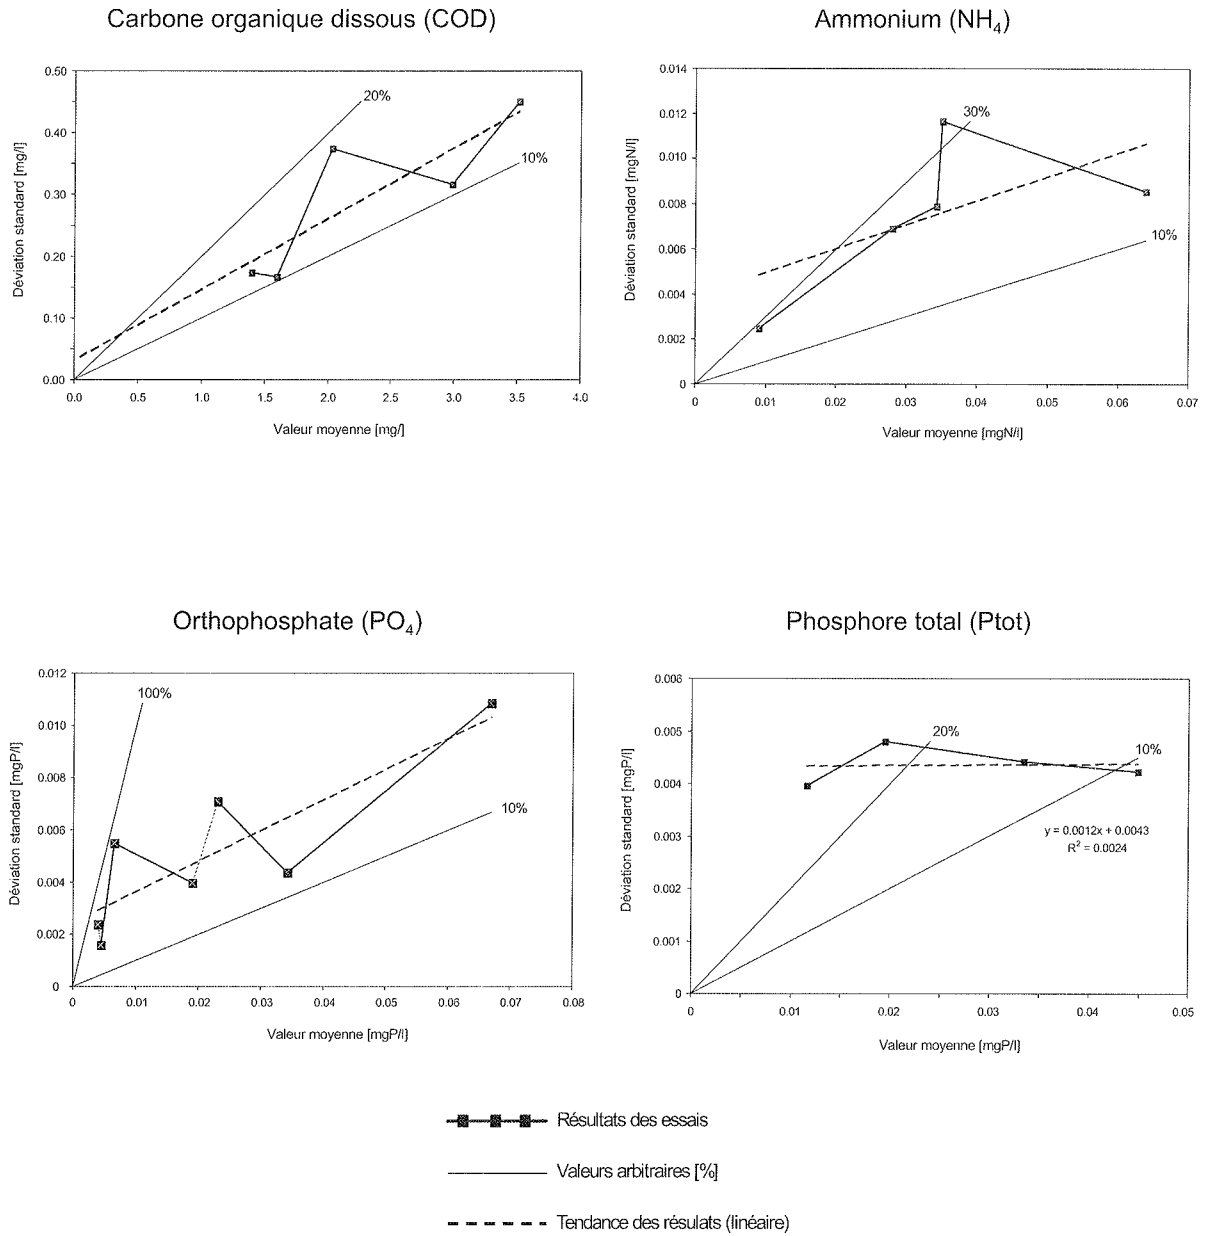 Carbone organique dissous (COD)
0.50
0.40
0.30
0.20
0.10
0.00
Déviation standard [mg/l]
20%
10%
0.0 0.5 1.0 1.5 2.0 2.5 3.0 3.5 4.0
Valeur moyenne [mg/]
Ammonium (NH4)
0.014
0.012
0.010
0.008
0.006
0.004
0.002
0
Déviation standard [mgN/l]
30%
10%
0 0.01 0.02 0.03 0.04 0.05 0.06 0.07
Valeur moyenne [mgN/l]
Orthophosphate (PO4)
0.012
0.010
0.008
0.006
0.004
0.002
0
Déviation standard [mgP/l]
100%
10%
0 0.01 0.02 0.03 0.04 0.05 0.06 0.07 0.08
Valeur moyenne [mgP/l]
Phosphore total (Ptot)
0.006
0.005
0.004
0.003
0.002
0.001
0
Déviation standard [mgP/l]
20%
10%
y = 0.0012x + 0.0043
R2 = 0.0024
0 0.01 0.02 0.03 0.04 0.05
Valeur moyenne [mgP/l]
Résultats des essais
Valeurs arbitraires [%]
Tendance des résulats (linéaire)